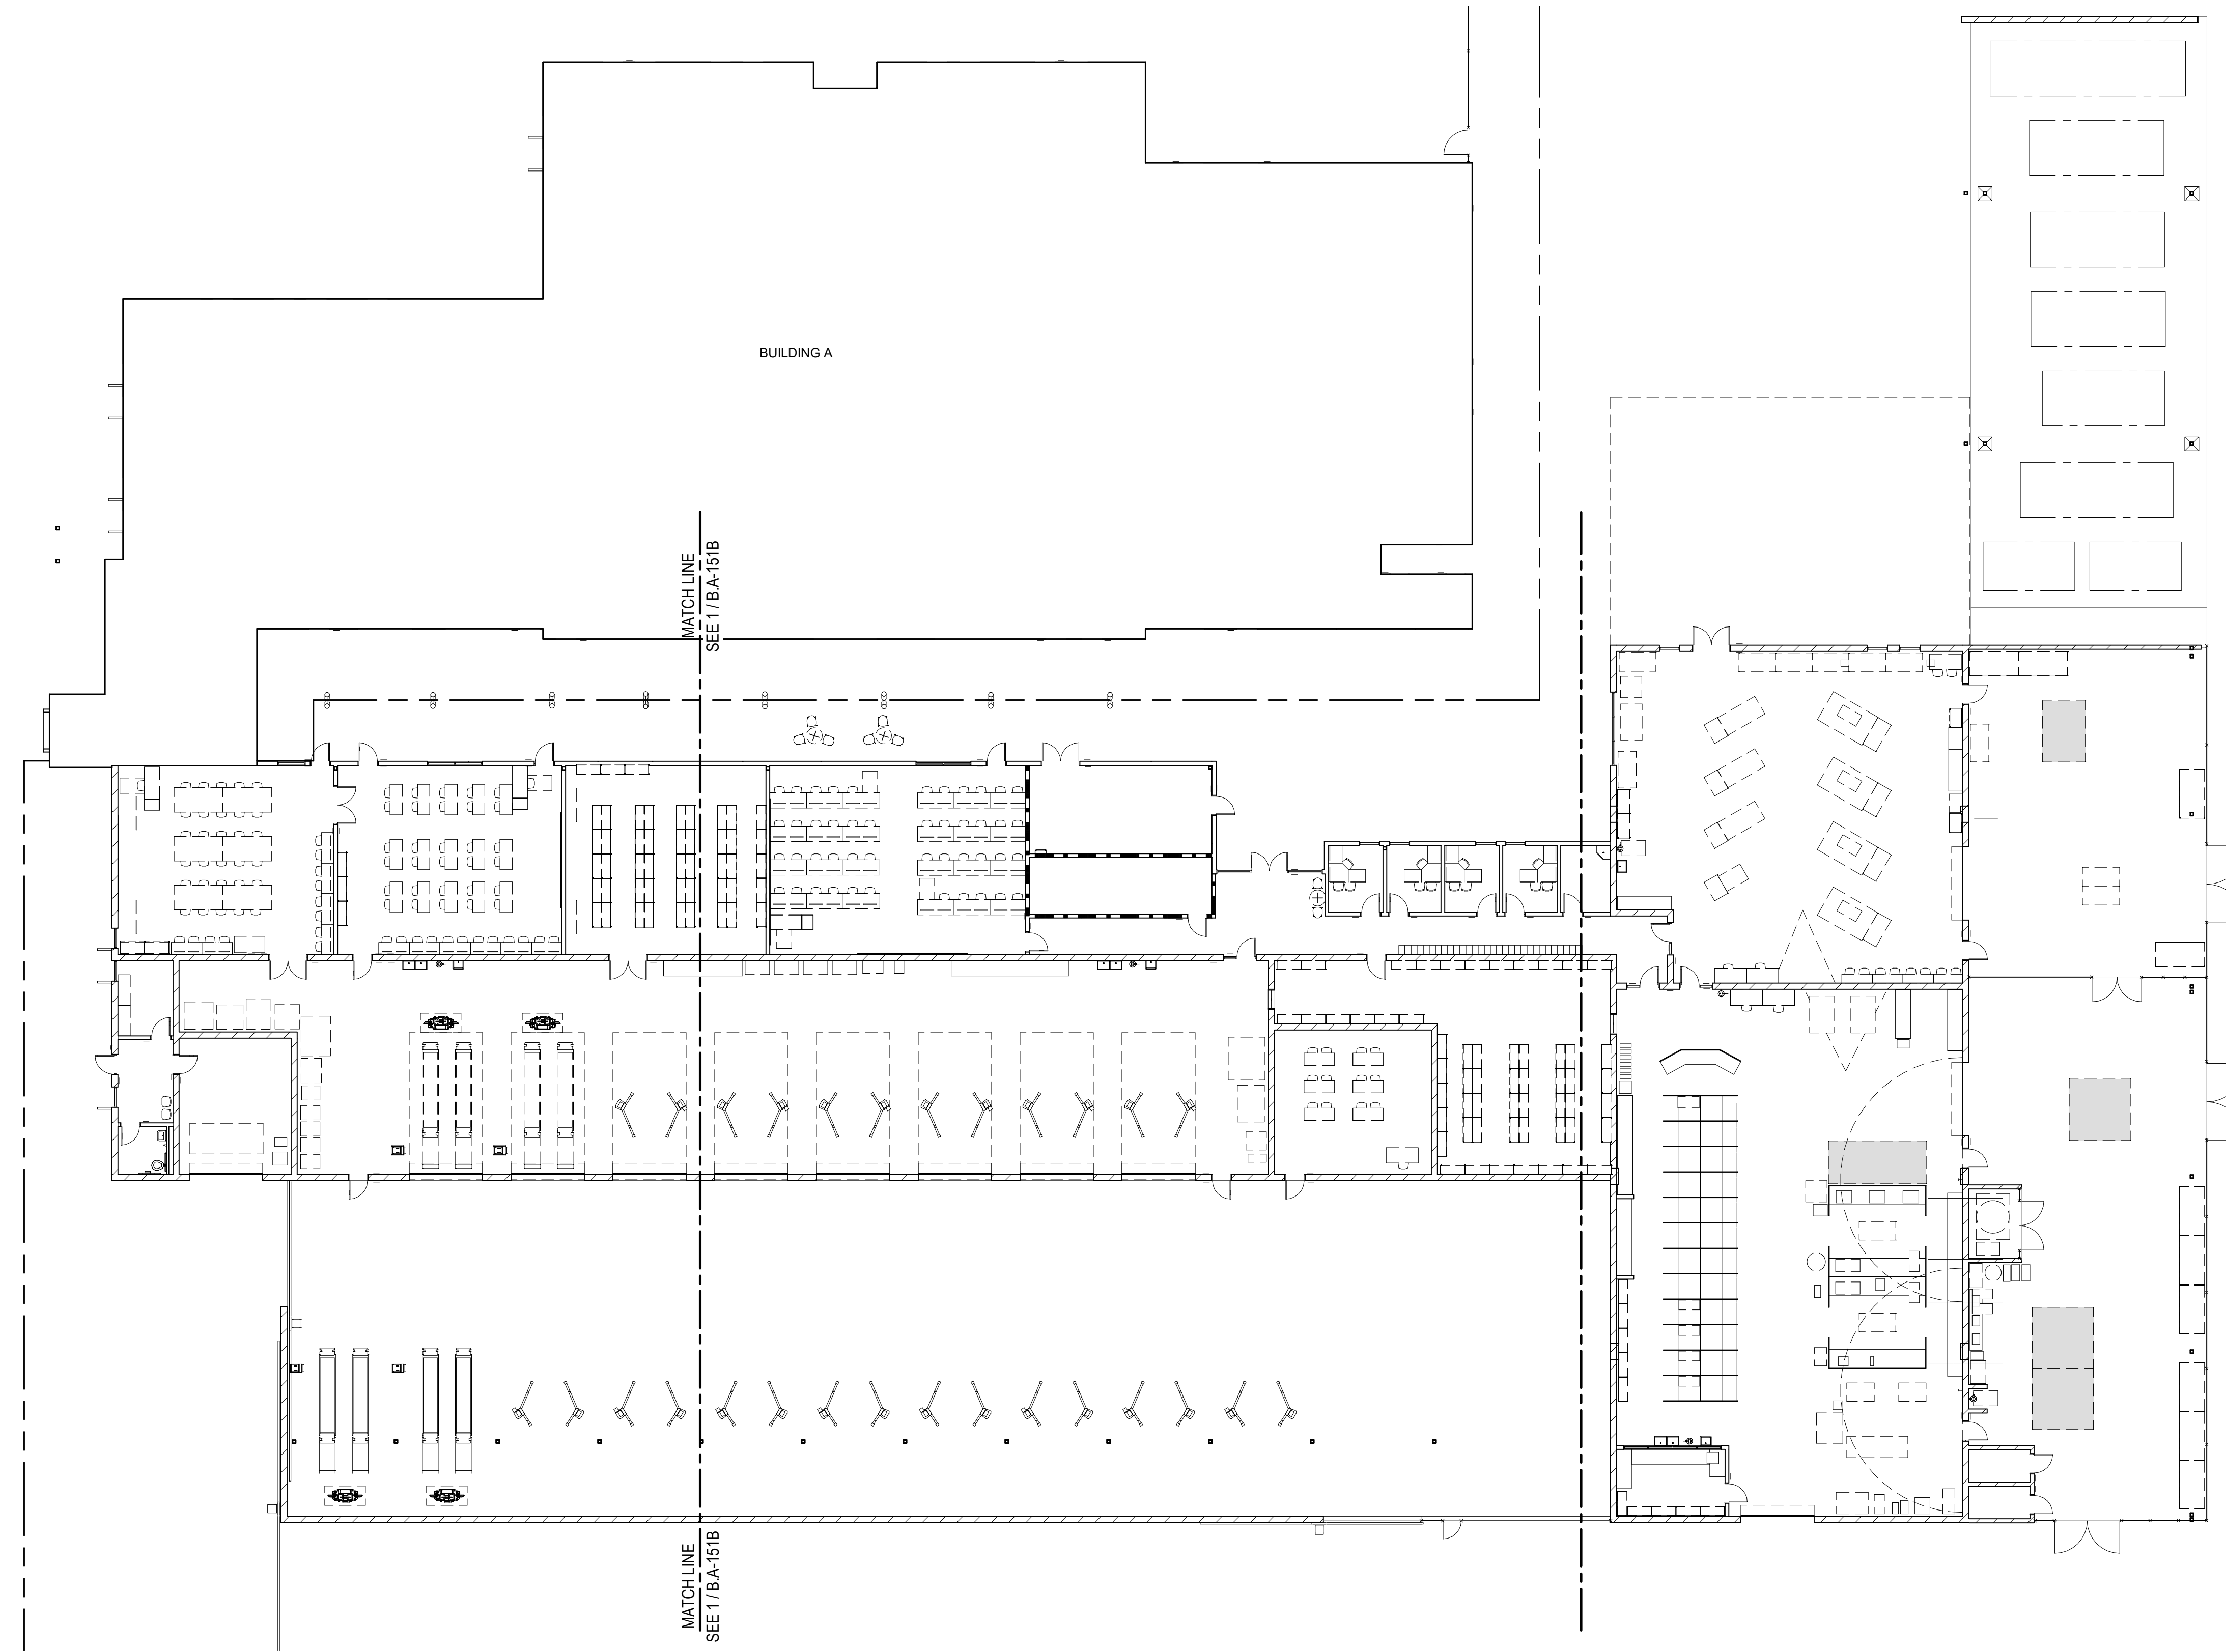 BUILDING A
MATCH LINE
SEE 1 / B.A-151B
MATCH LINE
SEE 1 / B.A-151B